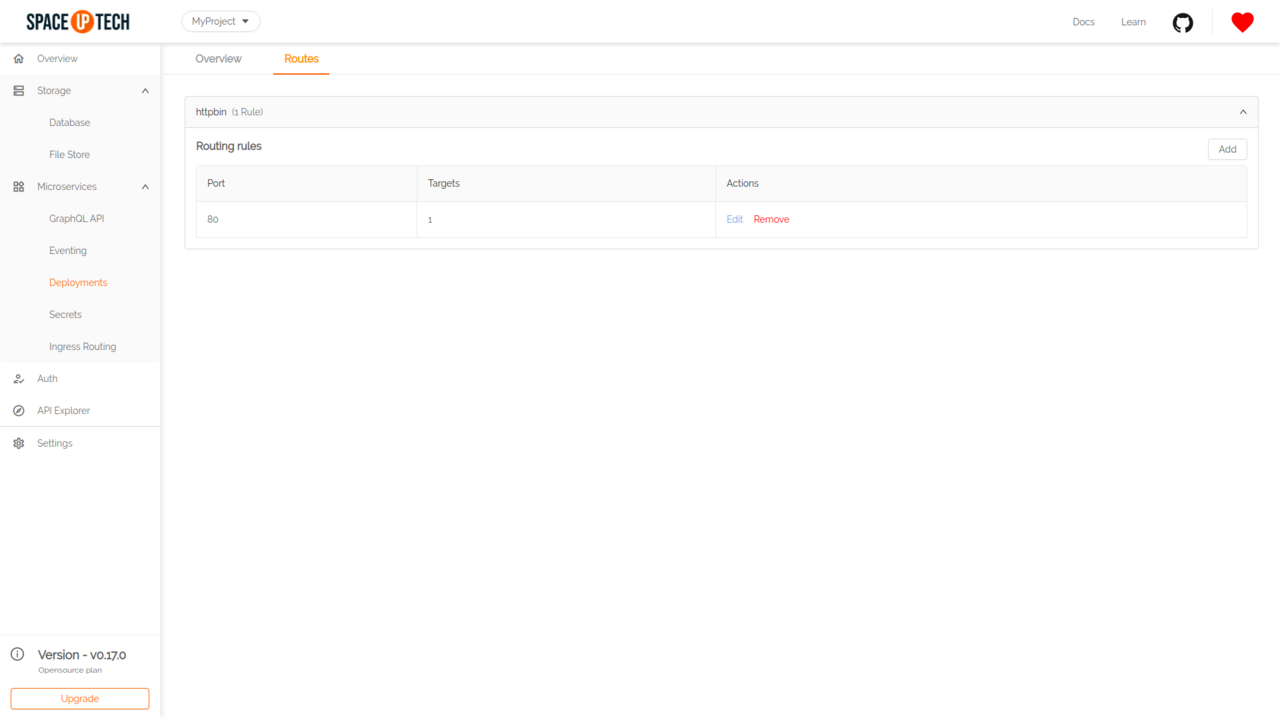 SPACE UP TECH
MyProject
Docs
Learn
Overview
Storage
Database
File Store
Microservices
GraphQL API
Eventing
Deployments
Secrets
Ingress Routing
Auth
API Explorer
Settings
Version - v0.17.0
Opensource plan
Upgrade
Overview
Routes
httpbin (1 Rule)
Routing rules
Add
Port Targets Actions
80 1 Edit Remove